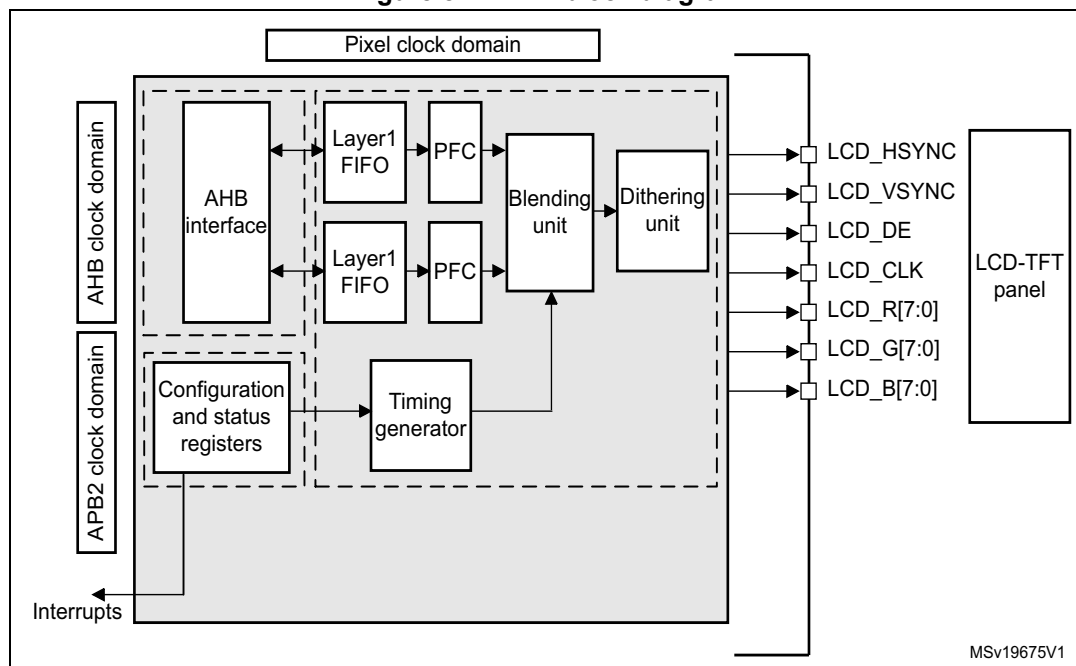 Pixel clock domain
AHB clock domain
APB2 clock domain
AHB
interface
Layer1
FIFO
PFC
Layer1
FIFO
PFC
Blending
unit
Dithering
unit
Configuration
and status
registers
Timing
generator
Interrupts
LCD_HSYNC
LCD_VSYNC
LCD_DE
LCD_CLK
LCD_R[7:0]
LCD_G[7:0]
LCD_B[7:0]
LCD-TFT
panel
MSv19675V1